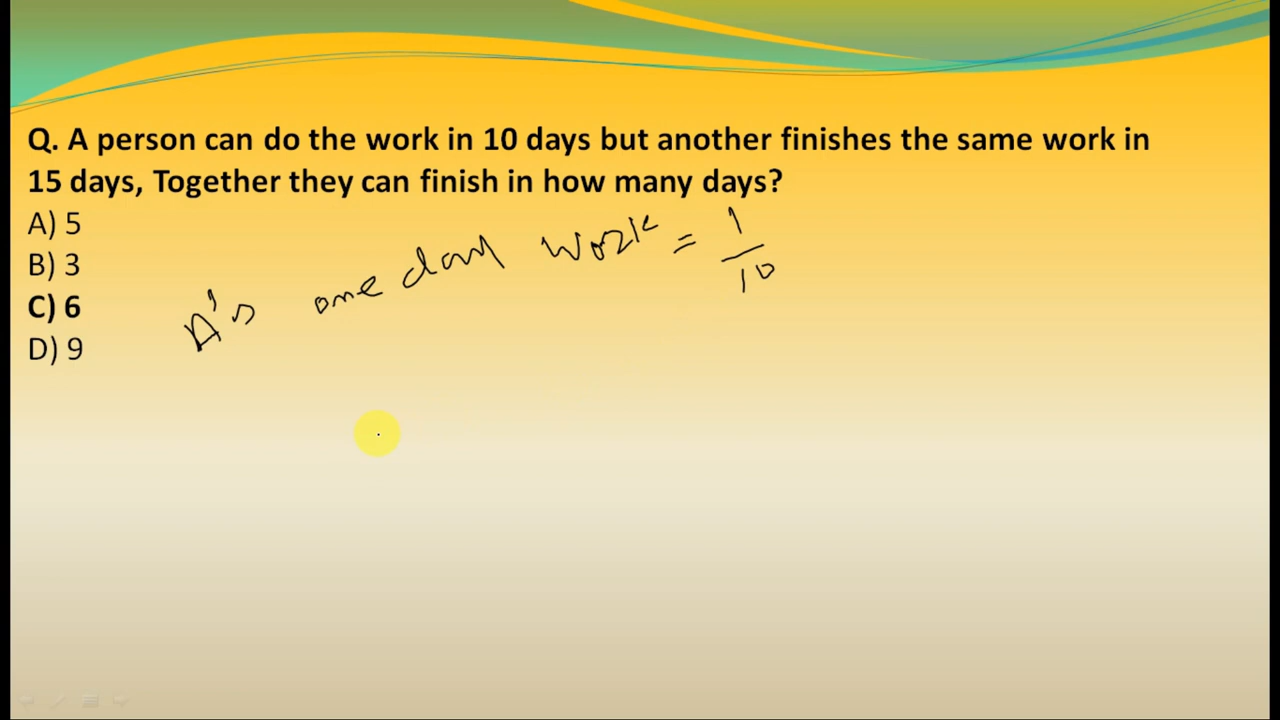 Q. A person can do the work in 10 days but another finishes the same work in
15 days, Together they can finish in how many days?
A) 5
B) 3
C) 6
D) 9
A's one day work = 1/10